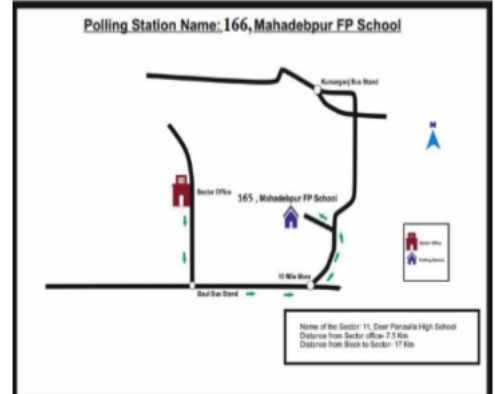 Polling Station Name: 166, Mahadebpur FP School
Kumarganj Bus Stand
N
Sector Office
165 , Mahadebpur FP School
Sector Office
Polling Station
10 Mile More
Daul Bus Stand
Name of the Sector: 11, Deor Panaulla High School
Distance from Sector office- 7.5 Km
Distance from Block to Sector- 17 Km